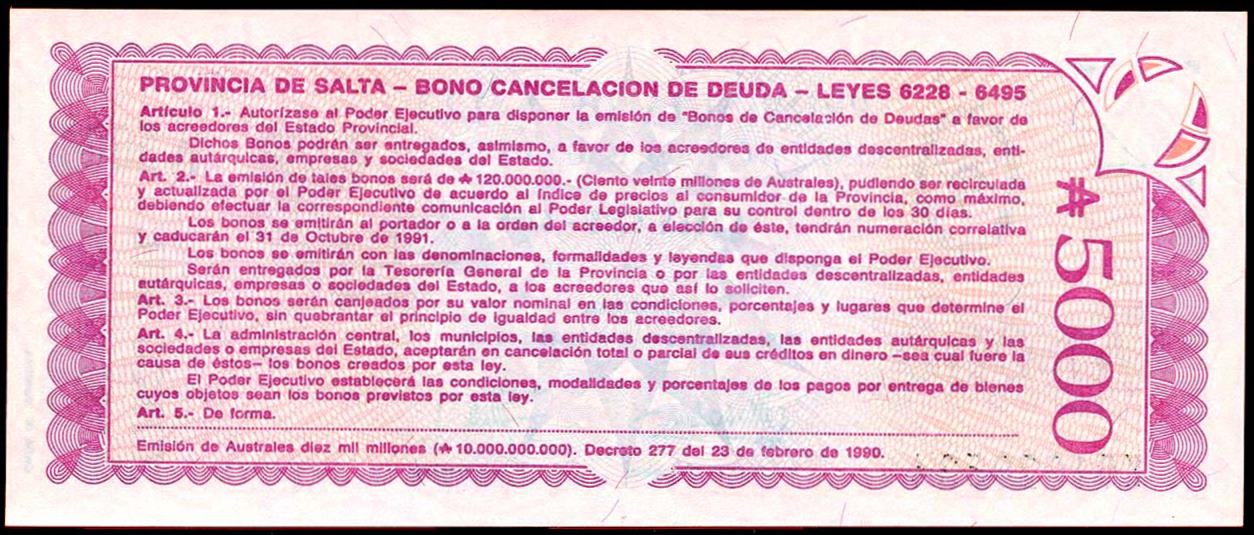 PROVINCIA DE SALTA – BONO CANCELACION DE DEUDA – LEYES 6228 - 6495
Artículo 1.- Autorízase al Poder Ejecutivo para disponer la emisión de "Bonos de Cancelación de Deudas" a favor de
los acreedores del Estado Provincial.
Dichos Bonos podrán ser entregados, asimismo, a favor de los acreedores de entidades descentralizadas, enti-
dades autárquicas, empresas y sociedades del Estado.
Art. 2.- La emisión de tales bonos será de ₳ 120.000.000.- (Ciento veinte millones de Australes), pudiendo ser recirculada
y actualizada por el Poder Ejecutivo de acuerdo al índice de precios al consumidor de la Provincia, como máximo,
debiendo efectuar la correspondiente comunicación al Poder Legislativo para su control dentro de los 30 días.
Los bonos se emitirán al portador o a la orden del acreedor, a elección de éste, tendrán numeración correlativa
y caducarán el 31 de Octubre de 1991.
Los bonos se emitirán con las denominaciones, formalidades y leyendas que disponga el Poder Ejecutivo.
Serán entregados por la Tesorería General de la Provincia o por las entidades descentralizadas, entidades
autárquicas, empresas o sociedades del Estado, a los acreedores que así lo soliciten.
Art. 3.- Los bonos serán canjeados por su valor nominal en las condiciones, porcentajes y lugares que determine el
Poder Ejecutivo, sin quebrantar el principio de igualdad entre los acreedores.
Art. 4.- La administración central, los municipios, las entidades descentralizadas, las entidades autárquicas y las
sociedades o empresas del Estado, aceptarán en cancelación total o parcial de sus créditos en dinero –sea cual fuere la
causa de éstos– los bonos creados por esta ley.
El Poder Ejecutivo establecerá las condiciones, modalidades y porcentajes de los pagos por entrega de bienes
cuyos objetos sean los bonos previstos por esta ley.
Art. 5.- De forma.
Emisión de Australes diez mil millones (₳ 10.000.000.000). Decreto 277 del 23 de febrero de 1990.
₳ 5000